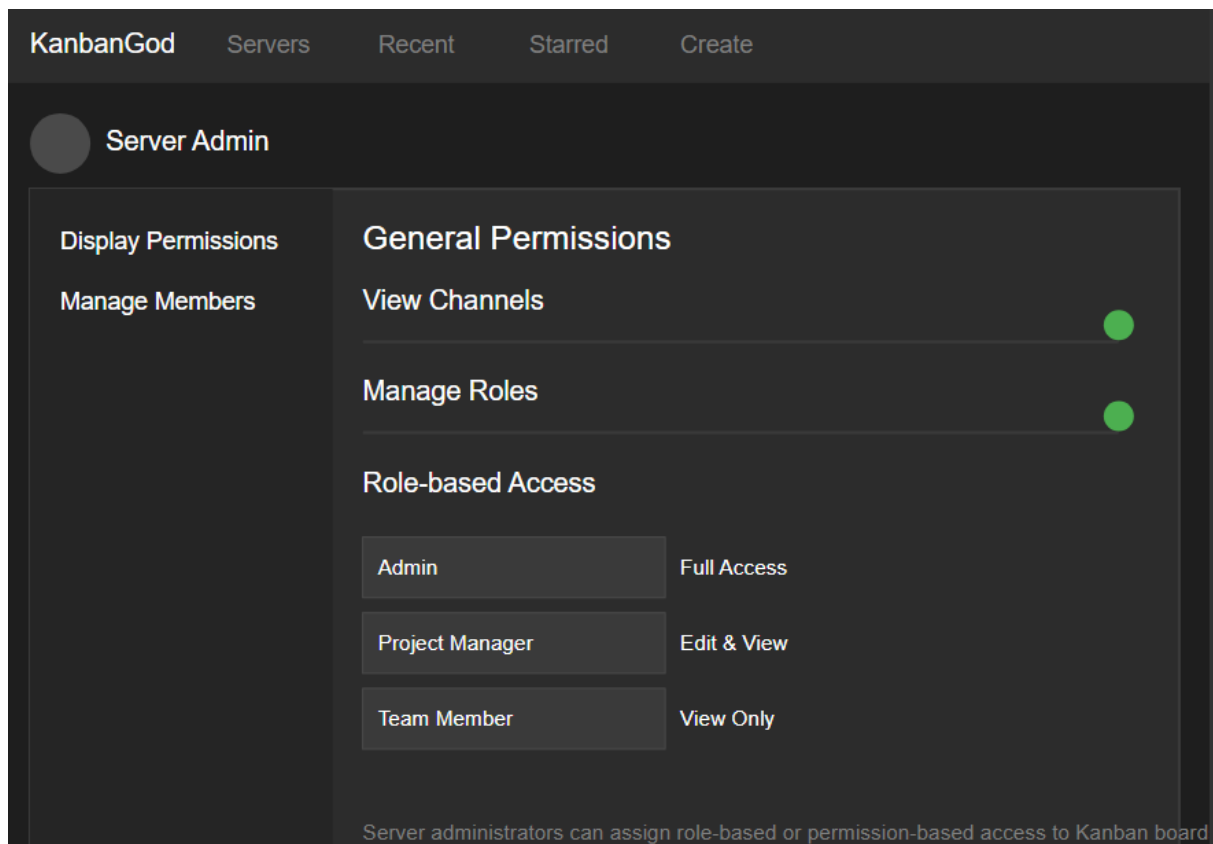 KanbanGod Servers Recent Starred Create
Server Admin
Display Permissions
Manage Members
General Permissions
View Channels
Manage Roles
Role-based Access
Admin Full Access
Project Manager Edit & View
Team Member View Only
Server administrators can assign role-based or permission-based access to Kanban board